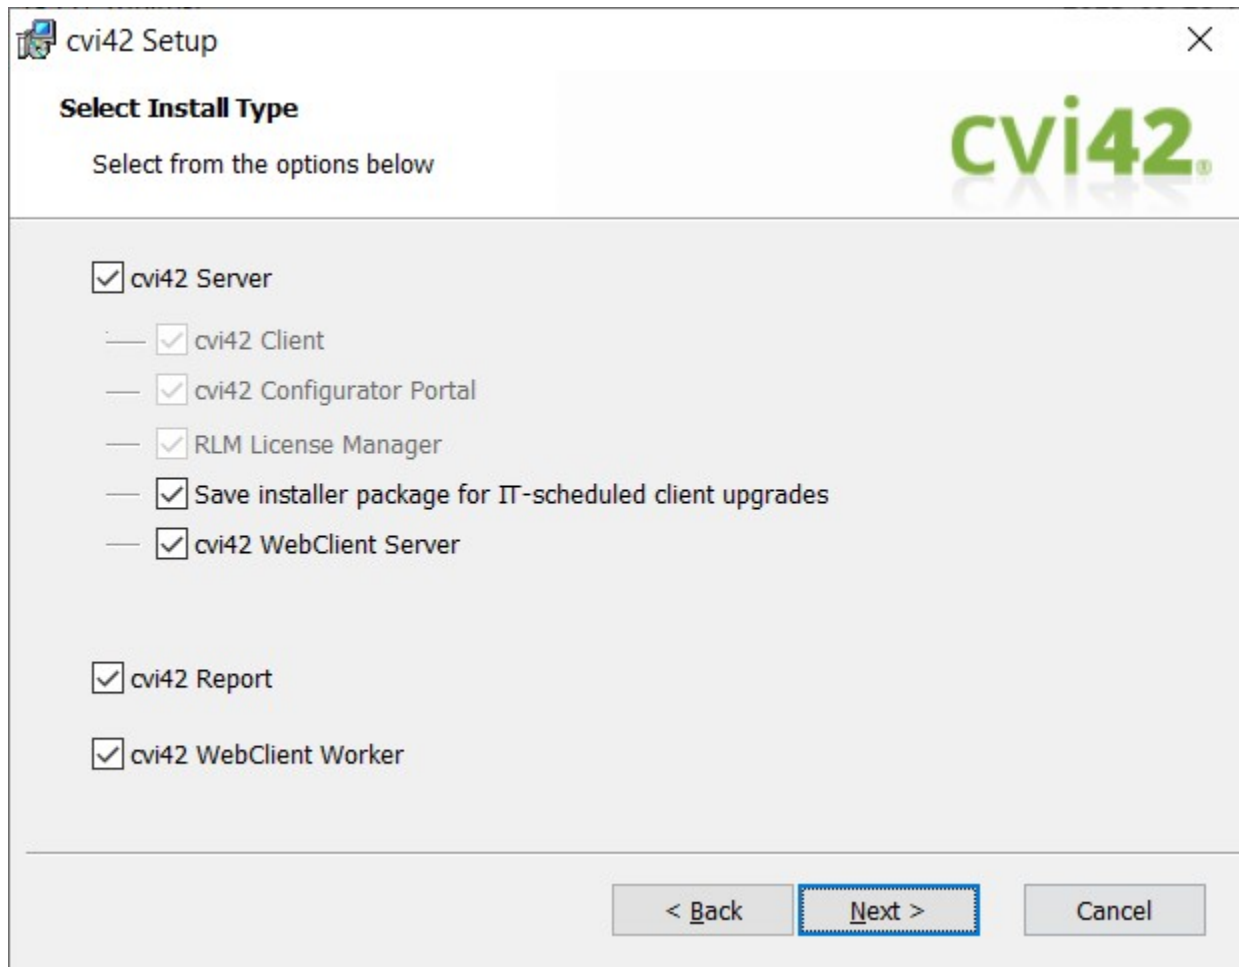 cvi42 Setup
Select Install Type
Select from the options below
cvi42®
cvi42 Server
cvi42 Client
cvi42 Configurator Portal
RLM License Manager
Save installer package for IT-scheduled client upgrades
cvi42 WebClient Server
cvi42 Report
cvi42 WebClient Worker
< Back
Next >
Cancel